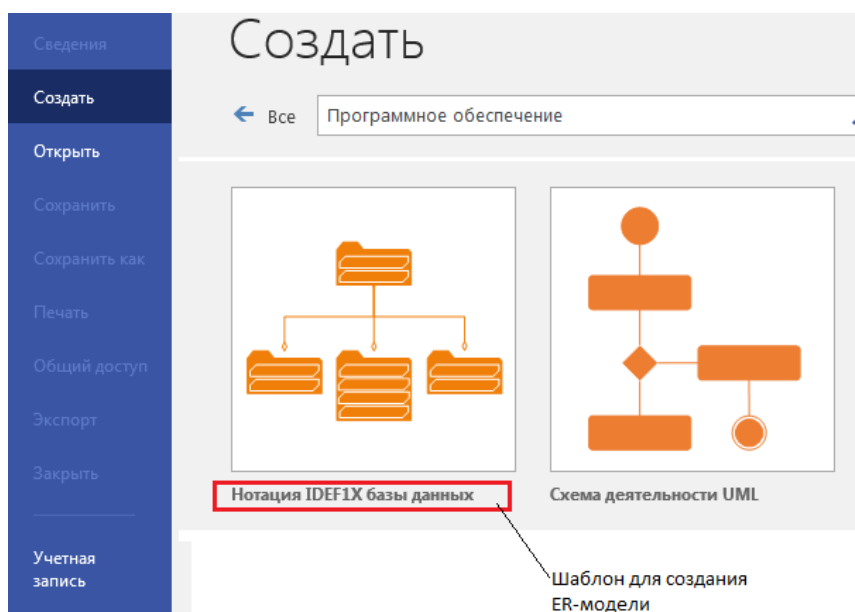 Создать
Сведения
Создать
Открыть
Сохранить
Сохранить как
Печать
Общий доступ
Экспорт
Закрыть
Учетная
запись
Все
Программное обеспечение
Нотация IDEF1X базы данных
Схема деятельности UML
Шаблон для создания
ER-модели